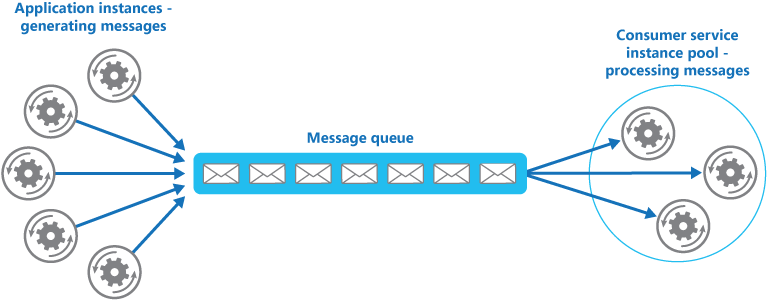 Application instances -
generating messages
Message queue
Consumer service
instance pool -
processing messages